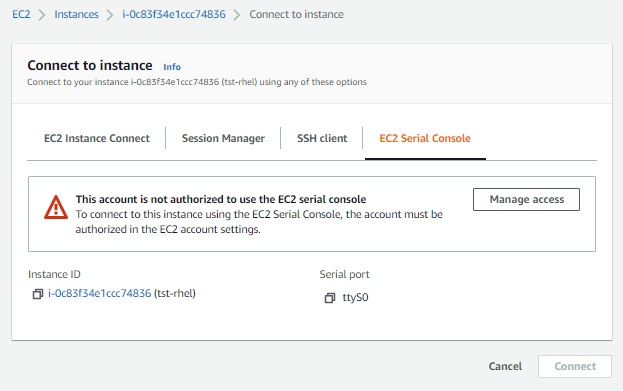 EC2 > Instances > i-0c83f34e1ccc74836 > Connect to instance
Connect to instance Info
Connect to your instance i-0c83f34e1ccc74836 (tst-rhel) using any of these options
EC2 Instance Connect
Session Manager
SSH client
EC2 Serial Console
This account is not authorized to use the EC2 serial console
To connect to this instance using the EC2 Serial Console, the account must be
authorized in the EC2 account settings.
Manage access
Instance ID
i-0c83f34e1ccc74836 (tst-rhel)
Serial port
ttyS0
Cancel
Connect